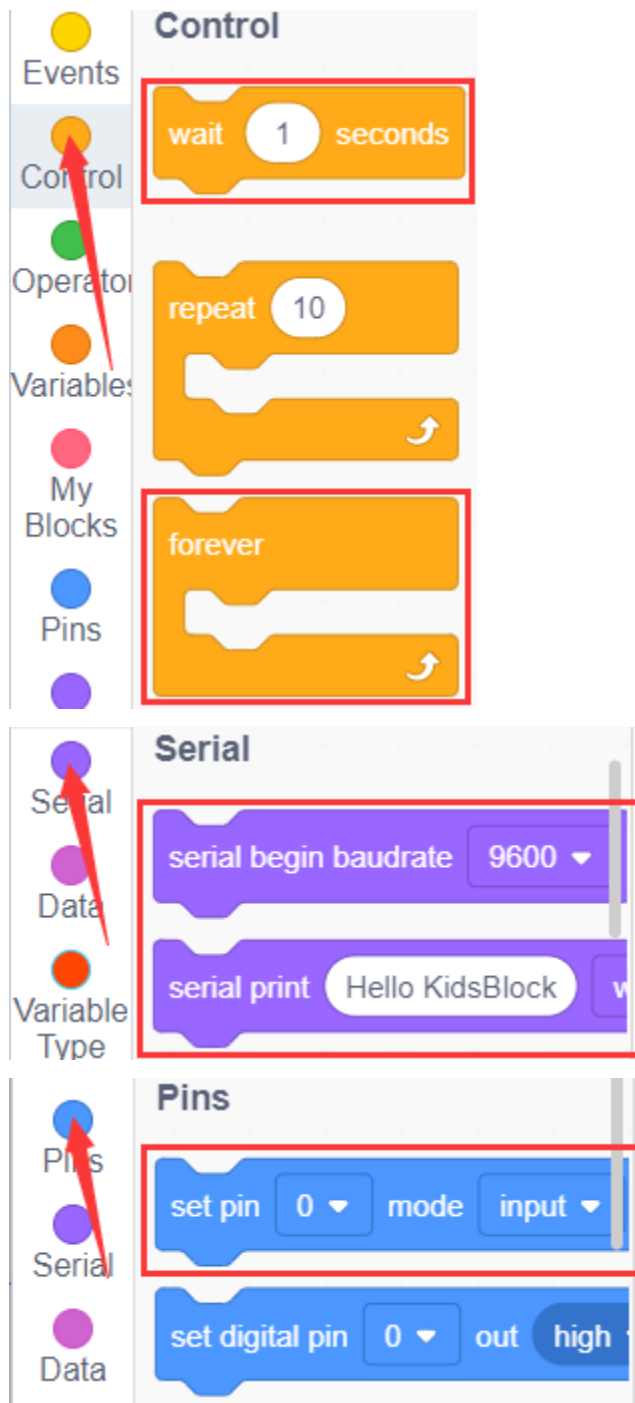 Control
Events
wait 1 seconds
Control
Operator
repeat 10
Variables
My
Blocks
forever
Pins
Serial
Serial
serial begin baudrate 9600
Data
serial print Hello KidsBlock
Variable
Type
Pins
Pins
set pin 0 mode input
Serial
set digital pin 0 out high
Data